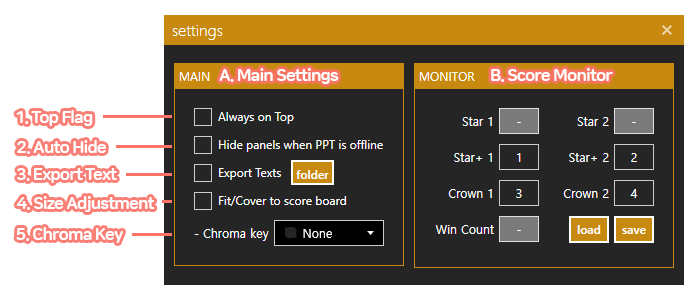 settings ×
MAIN A. Main Settings
MONITOR B. Score Monitor
1. Top Flag
Always on Top
2. Auto Hide
Hide panels when PPT is offline
3. Export Text
Export Texts folder
4. Size Adjustment
Fit/Cover to score board
5. Chroma Key
- Chroma key None
Star 1 - Star 2 -
Star+ 1 1 Star+ 2 2
Crown 1 3 Crown 2 4
Win Count - load save